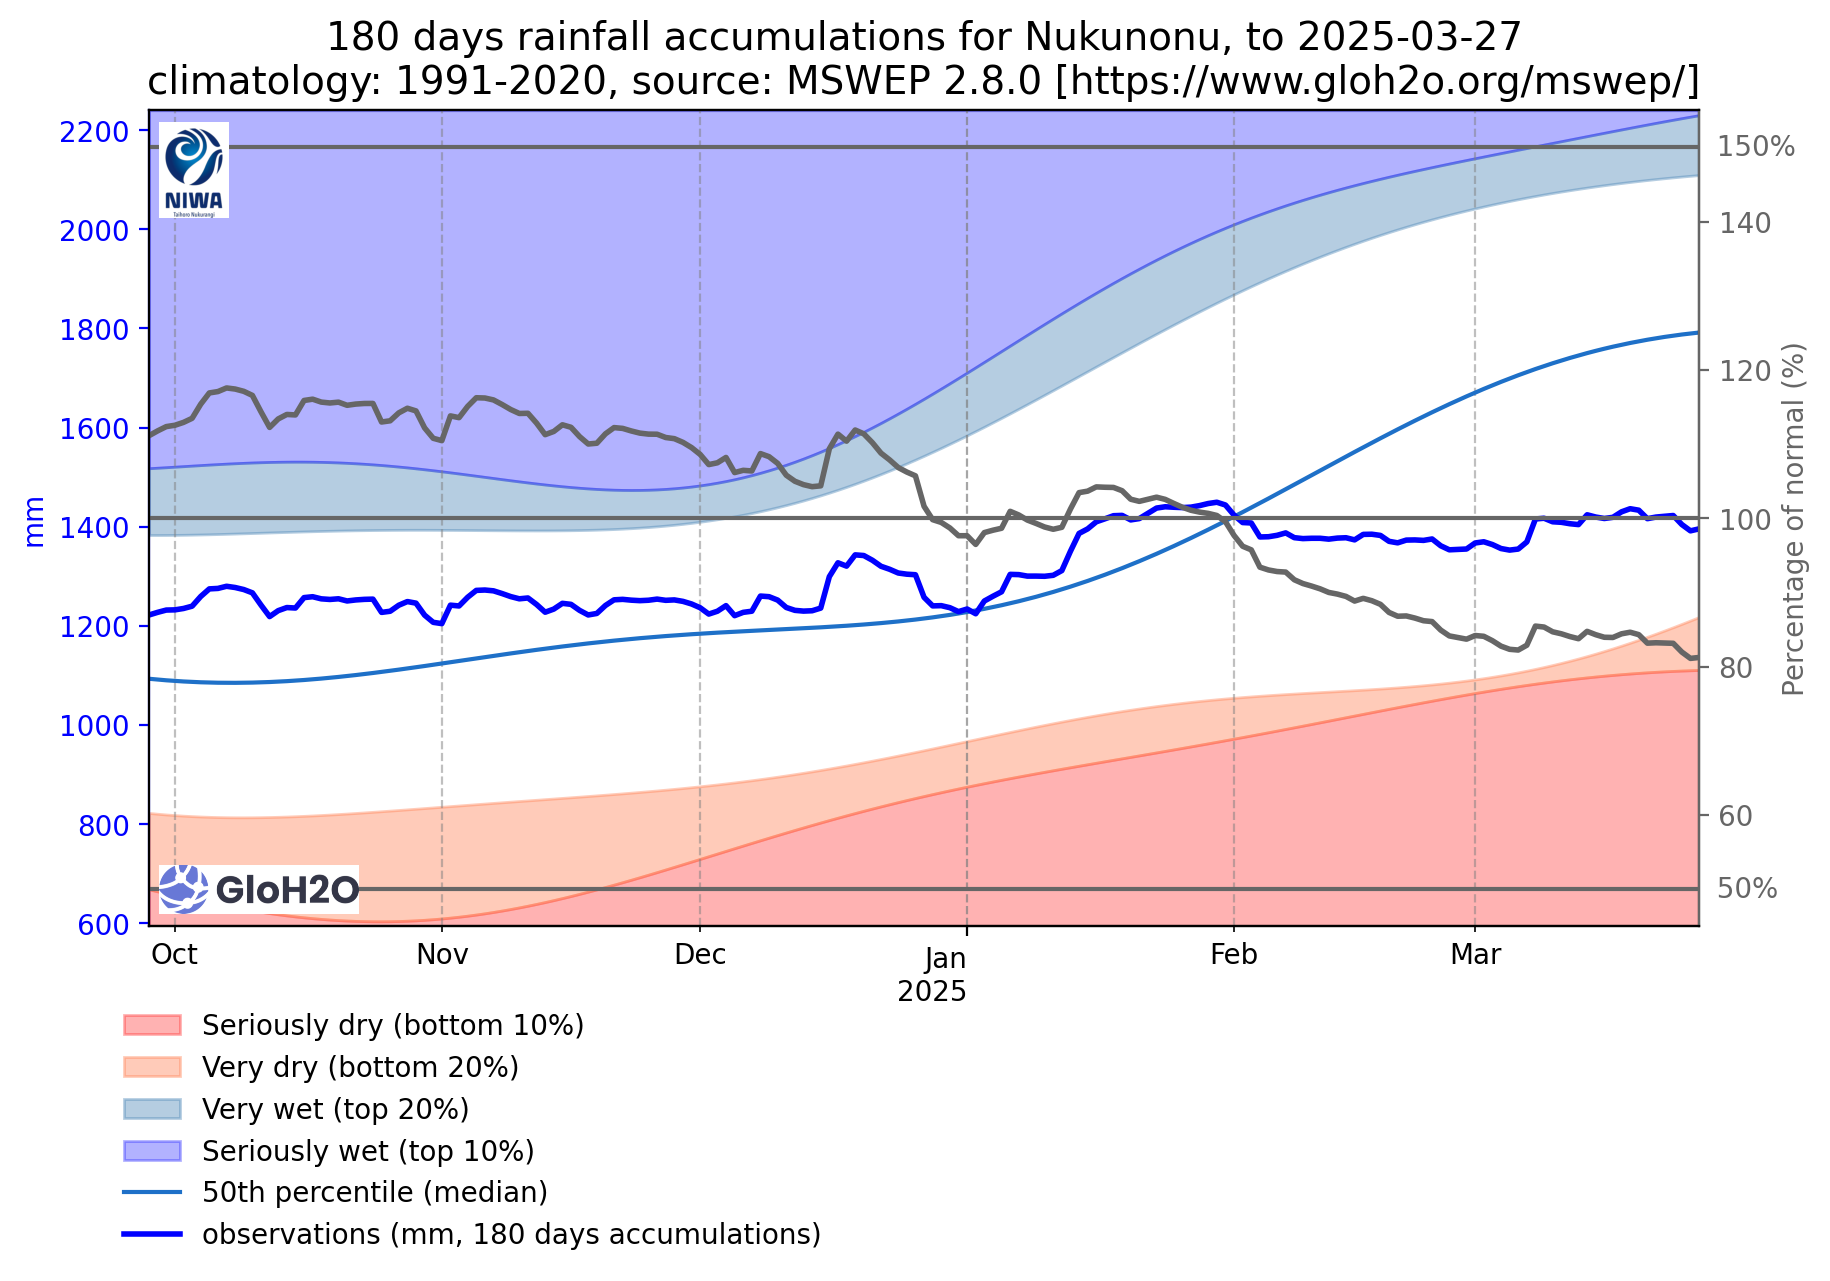 180 days rainfall accumulations for Nukunonu, to 2025-03-27
climatology: 1991-2020, source: MSWEP 2.8.0 [https://www.gloh2o.org/mswep/]
2200
2000
1800
1600
1400
1200
1000
800
600
mm
NIWA
Taihoro Nukurangi
GloH2O
150%
140
120
100
80
60
50%
Percentage of normal (%)
Oct
Nov
Dec
Jan
2025
Feb
Mar
Seriously dry (bottom 10%)
Very dry (bottom 20%)
Very wet (top 20%)
Seriously wet (top 10%)
50th percentile (median)
observations (mm, 180 days accumulations)